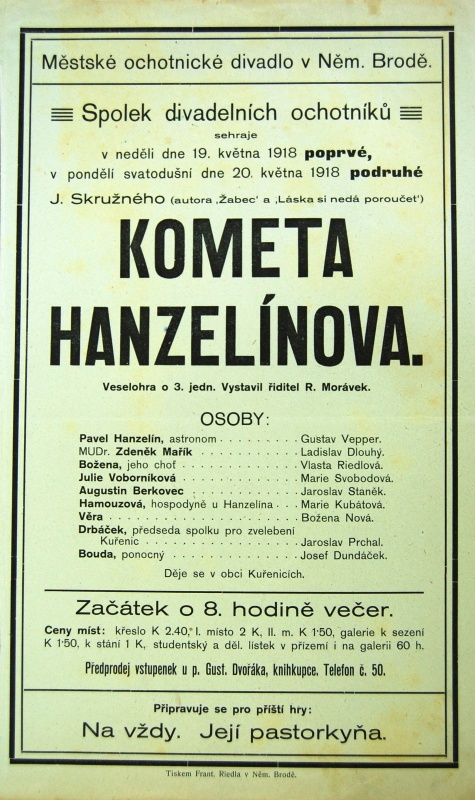 Městské ochotnické divadlo v Něm. Brodě.
Spolek divadelních ochotníků
sehraje
v neděli dne 19. května 1918 poprvé,
v pondělí svatodušní dne 20. května 1918 podruhé
J. Skružného (autora ‚Žabec‘ a ‚Láska si nedá poroučet‘)
KOMETA
HANZELÍNOVA.
Veselohra o 3. jedn. Vystavil řiditel R. Morávek.
OSOBY:
Pavel Hanzelín, astronom . . . . . . . . . Gustav Vepper.
MUDr. Zdeněk Mařík . . . . . . . . . . . Ladislav Dlouhý.
Božena, jeho choť . . . . . . . . . . . . Vlasta Riedlová.
Julie Voborníková . . . . . . . . . . . . Marie Svobodová.
Augustin Berkovec . . . . . . . . . . . Jaroslav Staněk.
Hamouzová, hospodyně u Hanzelína . . . Marie Kubátová.
Věra . . . . . . . . . . . . . . . . . . . Božena Nová.
Drbáček, předseda spolku pro zvelebení
Kuřenic . . . . . . . . . . . . . . . . Jaroslav Prchal.
Bouda, ponocný . . . . . . . . . . . . . Josef Dundáček.
Děje se v obci Kuřenicích.
Začátek o 8. hodině večer.
Ceny míst: křeslo K 2.40, I. místo 2 K, II. m. K 1·50, galerie k sezení
K 1·50, k stání 1 K, studentský a děl. lístek v přízemí i na galerii 60 h.
Předprodej vstupenek u p. Gust. Dvořáka, knihkupce. Telefon č. 50.
Připravuje se pro příští hry:
Na vždy. Její pastorkyňa.
Tiskem Frant. Riedla v Něm. Brodě.